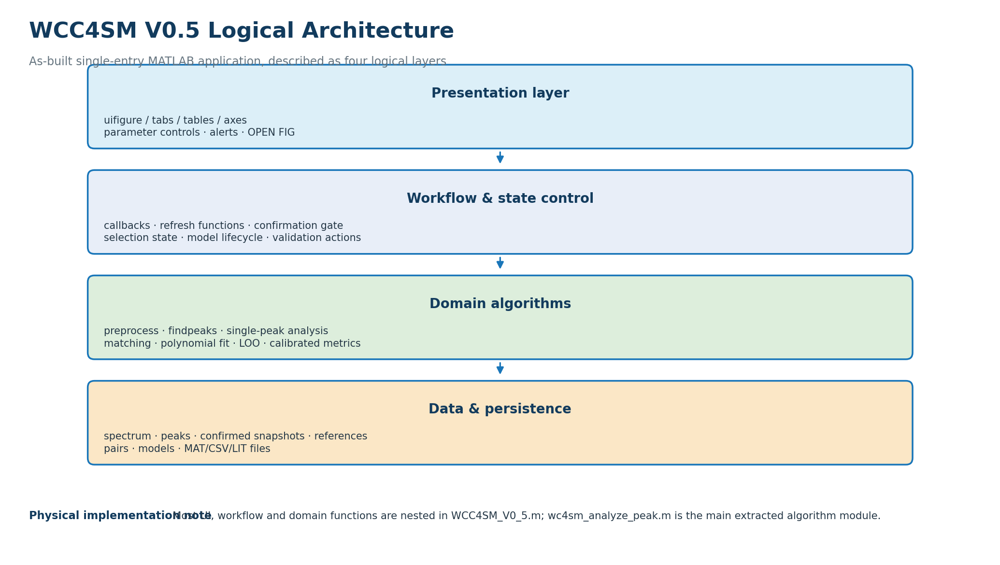 WCC4SM V0.5 Logical Architecture
As-built single-entry MATLAB application, described as four logical layers
Presentation layer
uifigure / tabs / tables / axes
parameter controls · alerts · OPEN FIG
Workflow & state control
callbacks · refresh functions · confirmation gate
selection state · model lifecycle · validation actions
Domain algorithms
preprocess · findpeaks · single-peak analysis
matching · polynomial fit · LOO · calibrated metrics
Data & persistence
spectrum · peaks · confirmed snapshots · references
pairs · models · MAT/CSV/LIT files
Physical implementation note Most UI, workflow and domain functions are nested in WCC4SM_V0_5.m; wc4sm_analyze_peak.m is the main extracted algorithm module.